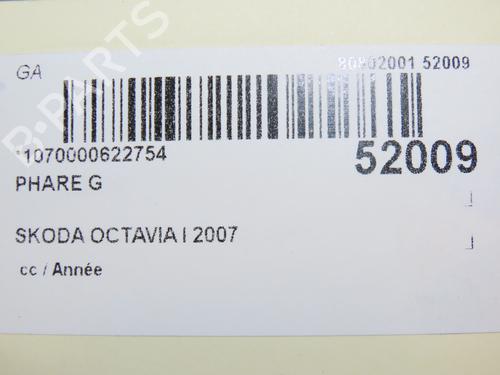 GA
80802001 52009
*1070000622754
52009
PHARE G
SKODA OCTAVIA I 2007
cc / Année
B-PARTS